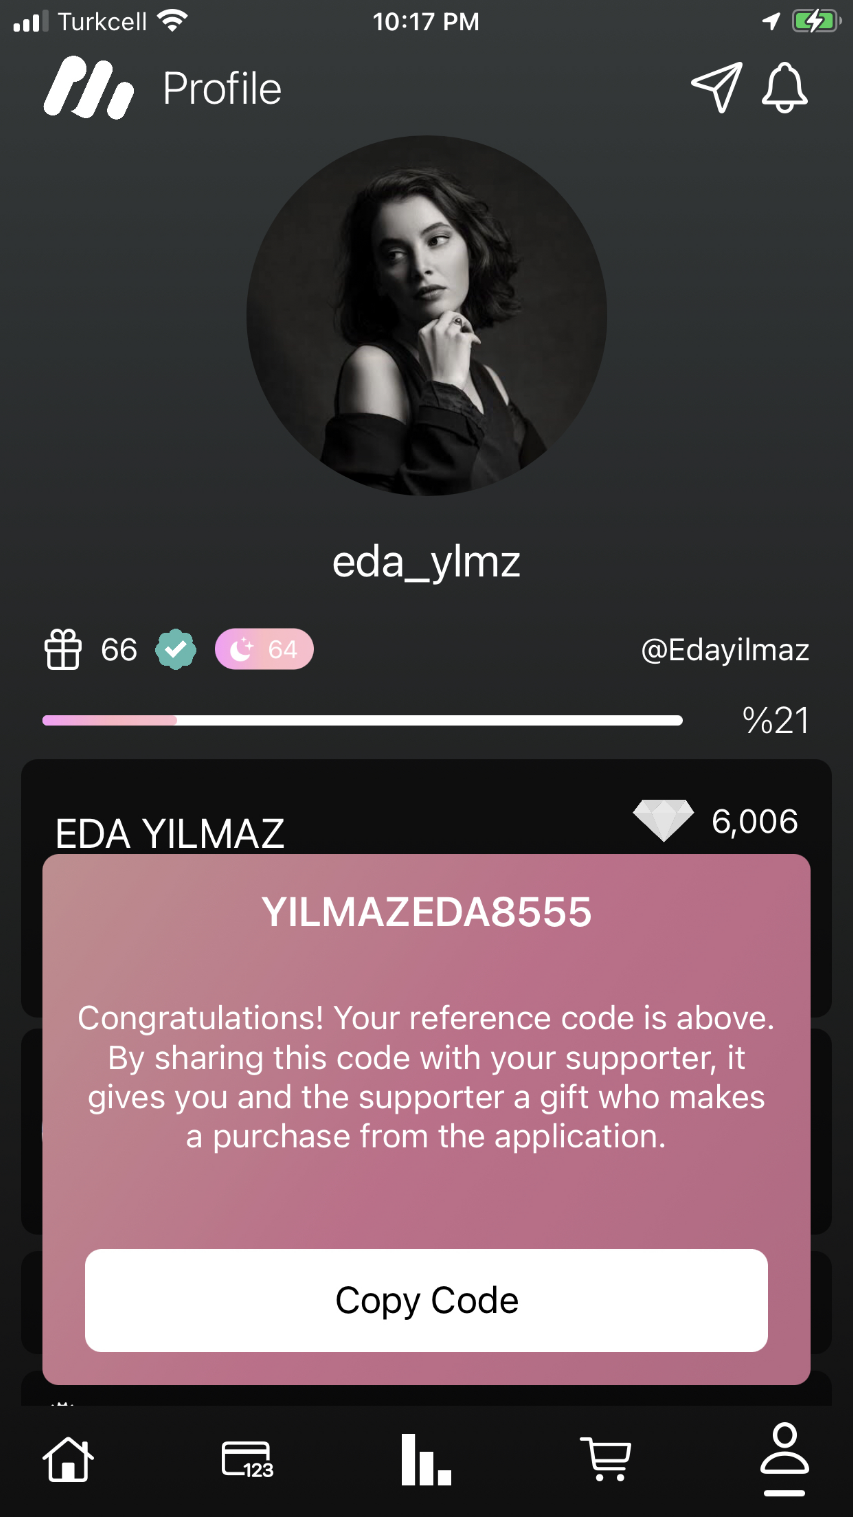 Turkcell 10:17 PM
Profile
eda_ylmz
66 64 @Edayilmaz
%21
EDA YILMAZ 6,006
YILMAZEDA8555
Congratulations! Your reference code is above.
By sharing this code with your supporter, it
gives you and the supporter a gift who makes
a purchase from the application.
Copy Code
123